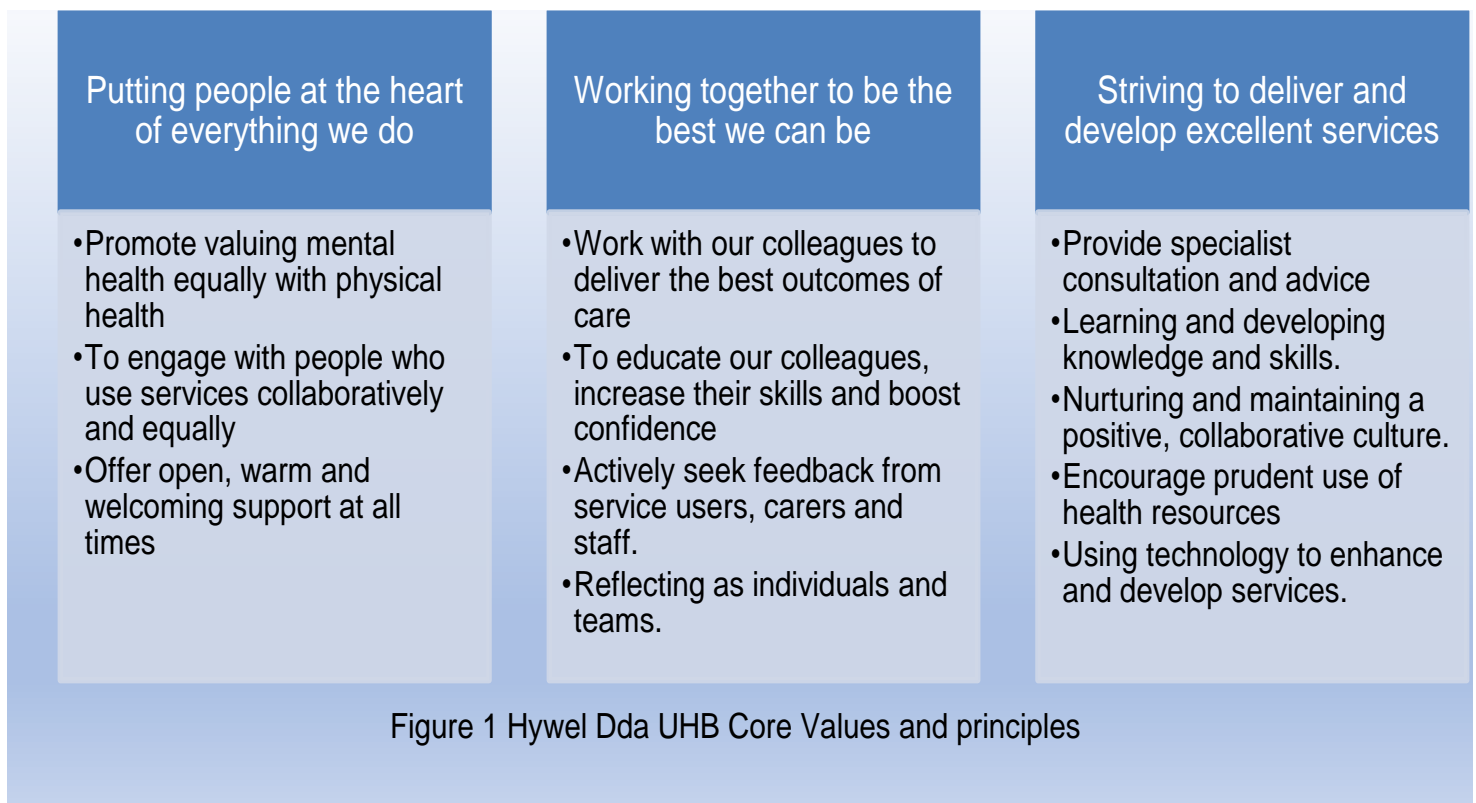 Putting people at the heart
of everything we do
•Promote valuing mental
health equally with physical
health
•To engage with people who
use services collaboratively
and equally
•Offer open, warm and
welcoming support at all
times
Working together to be the
best we can be
•Work with our colleagues to
deliver the best outcomes of
care
•To educate our colleagues,
increase their skills and boost
confidence
•Actively seek feedback from
service users, carers and
staff.
•Reflecting as individuals and
teams.
Striving to deliver and
develop excellent services
•Provide specialist
consultation and advice
•Learning and developing
knowledge and skills.
•Nurturing and maintaining a
positive, collaborative culture.
•Encourage prudent use of
health resources
•Using technology to enhance
and develop services.
Figure 1 Hywel Dda UHB Core Values and principles